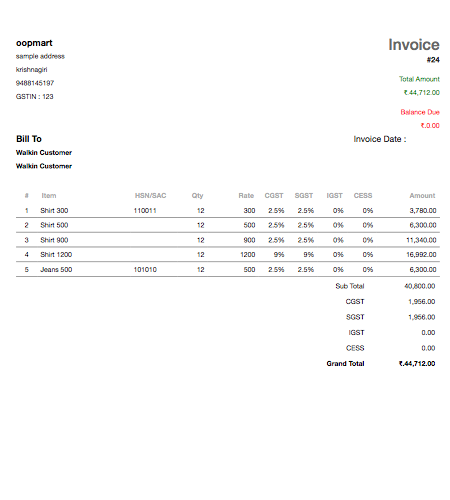 oopmart
sample address
krishnagiri
9488145197
GSTIN : 123
Invoice
#24
Total Amount
₹.44,712.00
Balance Due
₹.0.00
Bill To
Invoice Date :
Walkin Customer
Walkin Customer
# Item HSN/SAC Qty Rate CGST SGST IGST CESS Amount
1 Shirt 300 110011 12 300 2.5% 2.5% 0% 0% 3,780.00
2 Shirt 500 12 500 2.5% 2.5% 0% 0% 6,300.00
3 Shirt 900 12 900 2.5% 2.5% 0% 0% 11,340.00
4 Shirt 1200 12 1200 9% 9% 0% 0% 16,992.00
5 Jeans 500 101010 12 500 2.5% 2.5% 0% 0% 6,300.00
Sub Total 40,800.00
CGST 1,956.00
SGST 1,956.00
IGST 0.00
CESS 0.00
Grand Total ₹.44,712.00